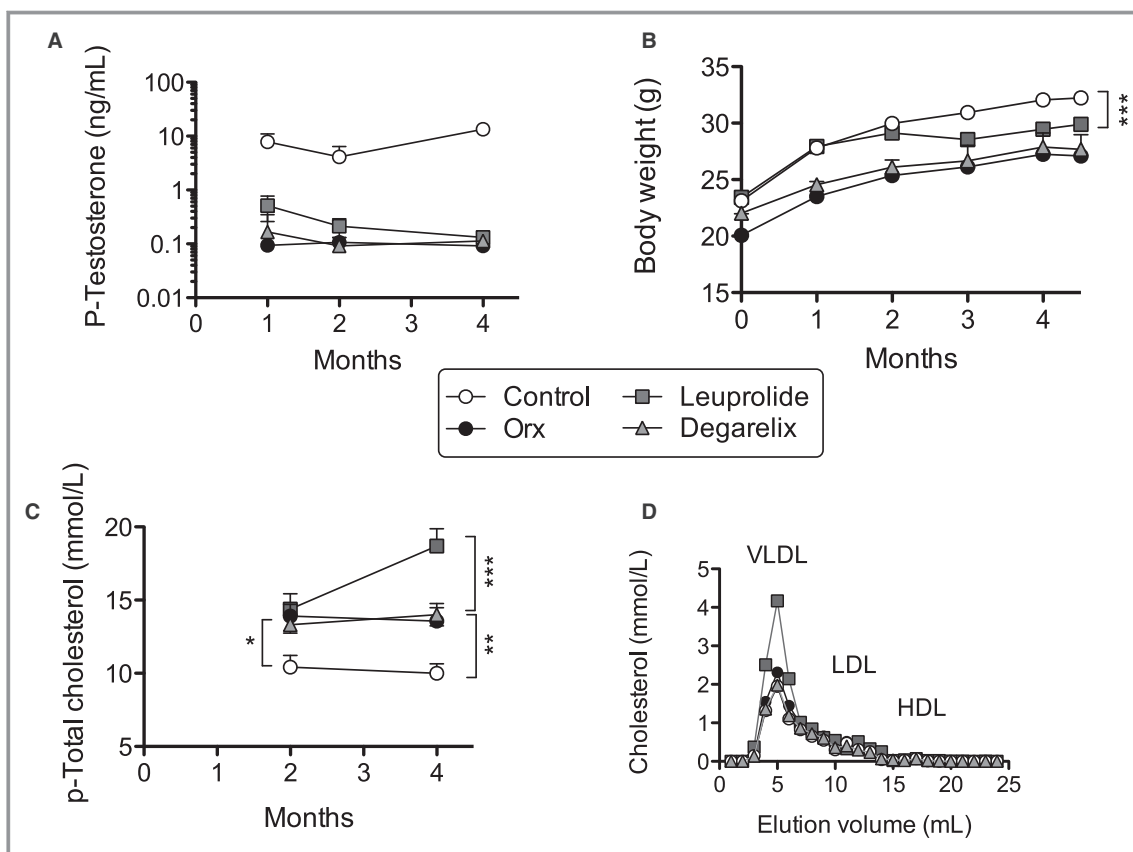 A
P-Testosterone (ng/mL)
100
10
1
0.1
0.01
0 1 2 3 4
Months
B
Body weight (g)
35
30
25
20
15
0 1 2 3 4
Months
***
Control Leuprolide
Orx Degarelix
C
p-Total cholesterol (mmol/L)
20
15
10
5
0 1 2 3 4
Months
*
***
**
D
Cholesterol (mmol/L)
VLDL
LDL
HDL
5
4
3
2
1
0
0 5 10 15 20 25
Elution volume (mL)